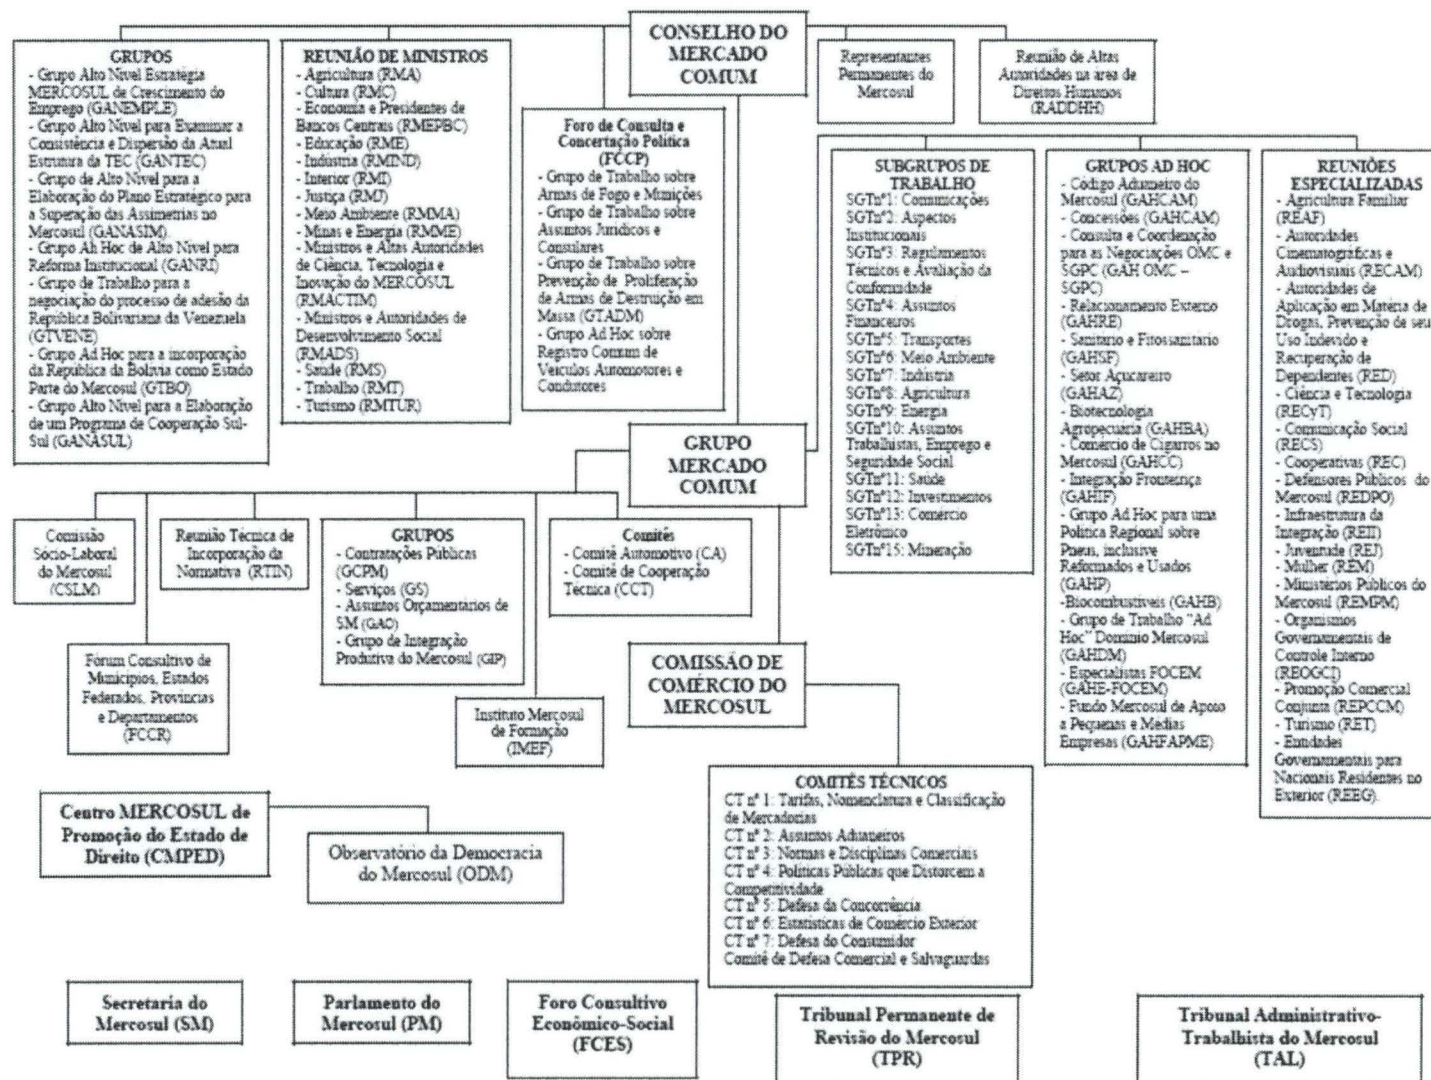 CONSELHO DO
MERCADO
COMUM
GRUPOS
- Grupo Alto Nível Estratégia
MERCOSUL de Crescimento do
Emprego (GANEMPLE)
- Grupo Alto Nível para Examinar a
Consistência e Dispersão da Atual
Estrutura da TEC (GANTEC)
- Grupo de Alto Nível para a
Elaboração do Plano Estratégico para
a Superação das Assimetrias no
Mercosul (GANASIM).
- Grupo Ah Hoc de Alto Nível para
Reforma Institucional (GANRI)
- Grupo de Trabalho para a
negociação do processo de adesão da
República Bolivariana da Venezuela
(GTVENE)
- Grupo Ad Hoc para a incorporação
da República da Bolívia como Estado
Parte do Mercosul (GTBO)
- Grupo Alto Nível para a Elaboração
de um Programa de Cooperação Sul-
Sul (GANASUL)
REUNIÃO DE MINISTROS
- Agricultura (RMA)
- Cultura (RMC)
- Economia e Presidentes de
Bancos Centrais (RMEPBC)
- Educação (RME)
- Indústria (RMIND)
- Interior (RMI)
- Justiça (RMJ)
- Meio Ambiente (RMMA)
- Minas e Energia (RMME)
- Ministros e Altas Autoridades
de Ciência, Tecnologia e
Inovação do MERCOSUL
(RMACTIM)
- Ministros e Autoridades de
Desenvolvimento Social
(RMADS)
- Saúde (RMS)
- Trabalho (RMT)
- Turismo (RMTUR)
Foro de Consulta e
Concertação Política
(FCCP)
- Grupo de Trabalho sobre
Armas de Fogo e Munições
- Grupo de Trabalho sobre
Assuntos Jurídicos e
Consulares
- Grupo de Trabalho sobre
Prevenção de Proliferação
de Armas de Destruição em
Massa (GTADM)
- Grupo Ad Hoc sobre
Registro Comum de
Veículos Automotores e
Condutores
Representantes
Permanentes do
Mercosul
Reunião de Altas
Autoridades na área de
Direitos Humanos
(RADDHH)
SUBGRUPOS DE
TRABALHO
SGTnº1: Comunicações
SGTnº2: Aspectos
Institucionais
SGTnº3: Regulamentos
Técnicos e Avaliação da
Conformidade
SGTnº4: Assuntos
Financeiros
SGTnº5: Transportes
SGTnº6: Meio Ambiente
SGTnº7: Indústria
SGTnº8: Agricultura
SGTnº9: Energia
SGTnº10: Assuntos
Trabalhistas, Emprego e
Seguridade Social
SGTnº11: Saúde
SGTnº12: Investimentos
SGTnº13: Comércio
Eletrônico
SGTnº15: Mineração
GRUPOS AD HOC
- Código Aduaneiro do
Mercosul (GAHCAM)
- Concessões (GAHCAM)
- Consulta e Coordenação
para as Negociações OMC e
SGPC (GAH OMC –
SGPC)
- Relacionamento Externo
(GAHRE)
- Sanitário e Fitossanitário
(GAHSF)
- Setor Açucareiro
(GAHAZ)
- Biotecnologia
Agropecuária (GAHBA)
- Comércio de Cigarros no
Mercosul (GAHCC)
- Integração Fronteiriça
(GAHIF)
- Grupo Ad Hoc para uma
Política Regional sobre
Pneus, inclusive
Reformados e Usados
(GAHP)
-Biocombustíveis (GAHB)
- Grupo de Trabalho "Ad
Hoc" Domínio Mercosul
(GAHDM)
- Especialistas FOCEM
(GAHE-FOCEM)
- Fundo Mercosul de Apoio
a Pequenas e Médias
Empresas (GAHFAPME)
REUNIÕES
ESPECIALIZADAS
- Agricultura Familiar
(REAF)
- Autoridades
Cinematográficas e
Audiovisuais (RECAM)
- Autoridades de
Aplicação em Matéria de
Drogas, Prevenção de seu
Uso Indevido e
Recuperação de
Dependentes (RED)
- Ciência e Tecnologia
(RECyT)
- Comunicação Social
(RECS)
- Cooperativas (REC)
- Defensores Públicos do
Mercosul (REDPO)
- Infraestrutura da
Integração (REII)
- Juventude (REJ)
- Mulher (REM)
- Ministérios Públicos do
Mercosul (REMPM)
- Organismos
Governamentais de
Controle Interno
(REOGCI)
- Promoção Comercial
Conjunta (REPCCM)
- Turismo (RET)
- Entidades
Governamentais para
Nacionais Residentes no
Exterior (REEG).
GRUPO
MERCADO
COMUM
Comissão
Sócio-Laboral
do Mercosul
(CSLM)
Reunião Técnica de
Incorporação da
Normativa (RTIN)
GRUPOS
- Contratações Públicas
(GCPM)
- Serviços (GS)
- Assuntos Orçamentários de
SM (GAO)
- Grupo de Integração
Produtiva do Mercosul (GIP)
Comitês
- Comitê Automotivo (CA)
- Comitê de Cooperação
Técnica (CCT)
Fórum Consultivo de
Municípios, Estados
Federados, Províncias
e Departamentos
(FCCR)
Instituto Mercosul
de Formação
(IMEF)
COMISSÃO DE
COMÉRCIO DO
MERCOSUL
COMITÊS TÉCNICOS
CT nº 1: Tarifas, Nomenclatura e Classificação
de Mercadorias
CT nº 2: Assuntos Aduaneiros
CT nº 3: Normas e Disciplinas Comerciais
CT nº 4: Políticas Públicas que Distorcem a
Competitividade
CT nº 5: Defesa da Concorrência
CT nº 6: Estatísticas de Comércio Exterior
CT nº 7: Defesa do Consumidor
Comitê de Defesa Comercial e Salvaguardas
Centro MERCOSUL de
Promoção do Estado de
Direito (CMPED)
Observatório da Democracia
do Mercosul (ODM)
Secretaria do
Mercosul (SM)
Parlamento do
Mercosul (PM)
Foro Consultivo
Econômico-Social
(FCES)
Tribunal Permanente de
Revisão do Mercosul
(TPR)
Tribunal Administrativo-
Trabalhista do Mercosul
(TAL)